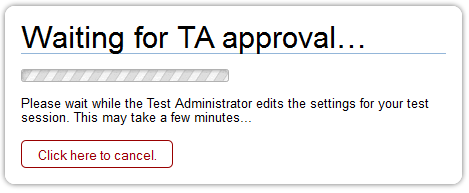 Waiting for TA approval...
Please wait while the Test Administrator edits the settings for your test
session. This may take a few minutes...
Click here to cancel.